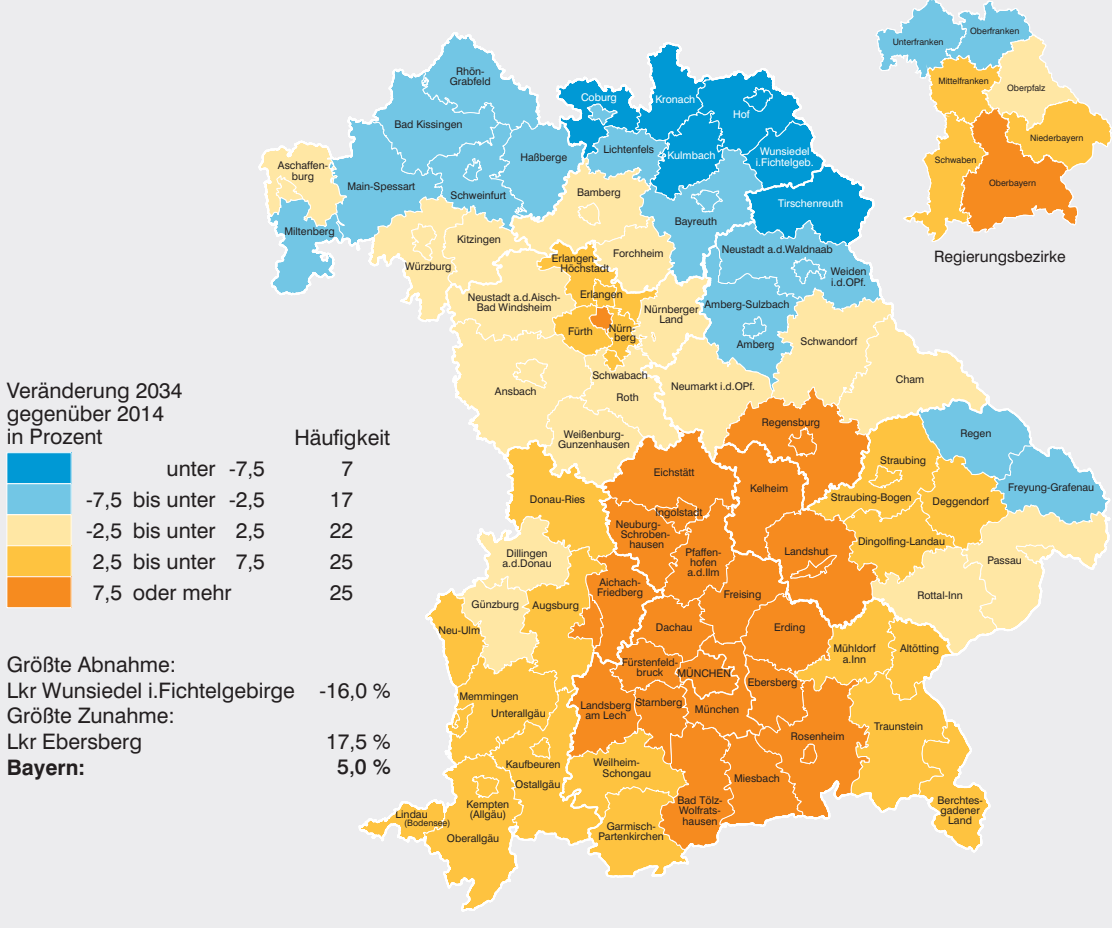 Unterfranken
Oberfranken
Mittelfranken
Oberpfalz
Niederbayern
Schwaben
Oberbayern
Regierungsbezirke
Rhön-
Grabfeld
Coburg
Kronach
Hof
Bad Kissingen
Lichtenfels
Kulmbach
Wunsiedel
i.Fichtelgeb.
Haßberge
Aschaffen-
burg
Main-Spessart
Schweinfurt
Bamberg
Tirschenreuth
Bayreuth
Miltenberg
Kitzingen
Würzburg
Forchheim
Neustadt a.d.Waldnaab
Weiden
i.d.OPf.
Erlangen-
Höchstadt
Erlangen
Neustadt a.d.Aisch-
Bad Windsheim
Nürnberger
Land
Amberg-Sulzbach
Amberg
Fürth
Nürn-
berg
Schwandorf
Schwabach
Roth
Neumarkt i.d.OPf.
Cham
Ansbach
Weißenburg-
Gunzenhausen
Regensburg
Regen
Freyung-Grafenau
Eichstätt
Kelheim
Straubing
Straubing-Bogen
Deggendorf
Donau-Ries
Ingolstadt
Neuburg-
Schroben-
hausen
Dingolfing-Landau
Landshut
Passau
Dillingen
a.d.Donau
Pfaffen-
hofen
a.d.Ilm
Aichach-
Friedberg
Freising
Rottal-Inn
Günzburg
Augsburg
Neu-Ulm
Dachau
Erding
Mühldorf
a.Inn
Altötting
Fürstenfeld-
bruck
MÜNCHEN
Ebersberg
Memmingen
Unterallgäu
Landsberg
am Lech
Starnberg
München
Traunstein
Rosenheim
Kaufbeuren
Ostallgäu
Weilheim-
Schongau
Miesbach
Kempten
(Allgäu)
Bad Tölz-
Wolfrats-
hausen
Berchtes-
gadener
Land
Lindau
(Bodensee)
Oberallgäu
Garmisch-
Partenkirchen
Veränderung 2034
gegenüber 2014
in Prozent Häufigkeit
unter -7,5 7
-7,5 bis unter -2,5 17
-2,5 bis unter 2,5 22
2,5 bis unter 7,5 25
7,5 oder mehr 25
Größte Abnahme:
Lkr Wunsiedel i.Fichtelgebirge -16,0 %
Größte Zunahme:
Lkr Ebersberg 17,5 %
Bayern: 5,0 %